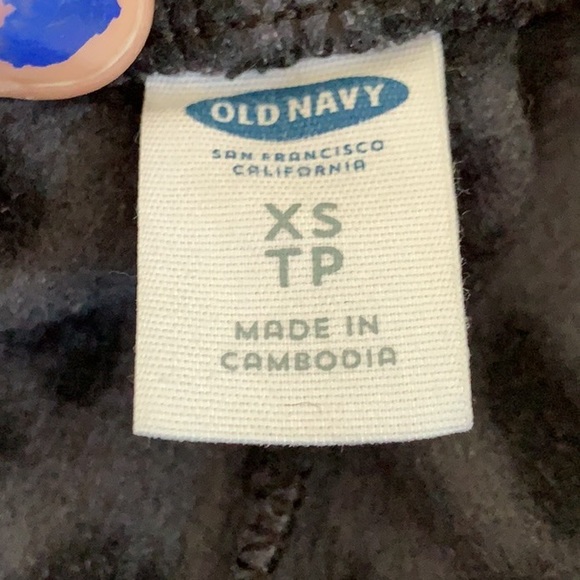 OLD NAVY
SAN FRANCISCO
CALIFORNIA
XS
TP
MADE IN
CAMBODIA